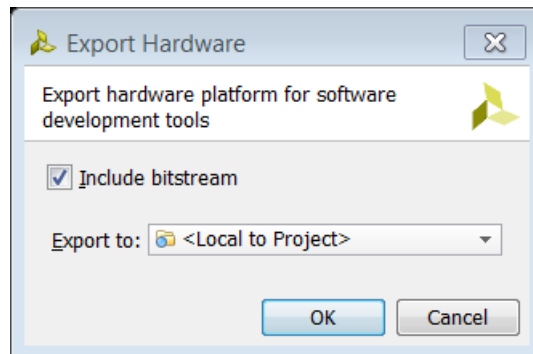 Export Hardware
Export hardware platform for software
development tools
Include bitstream
Export to: <Local to Project>
OK Cancel